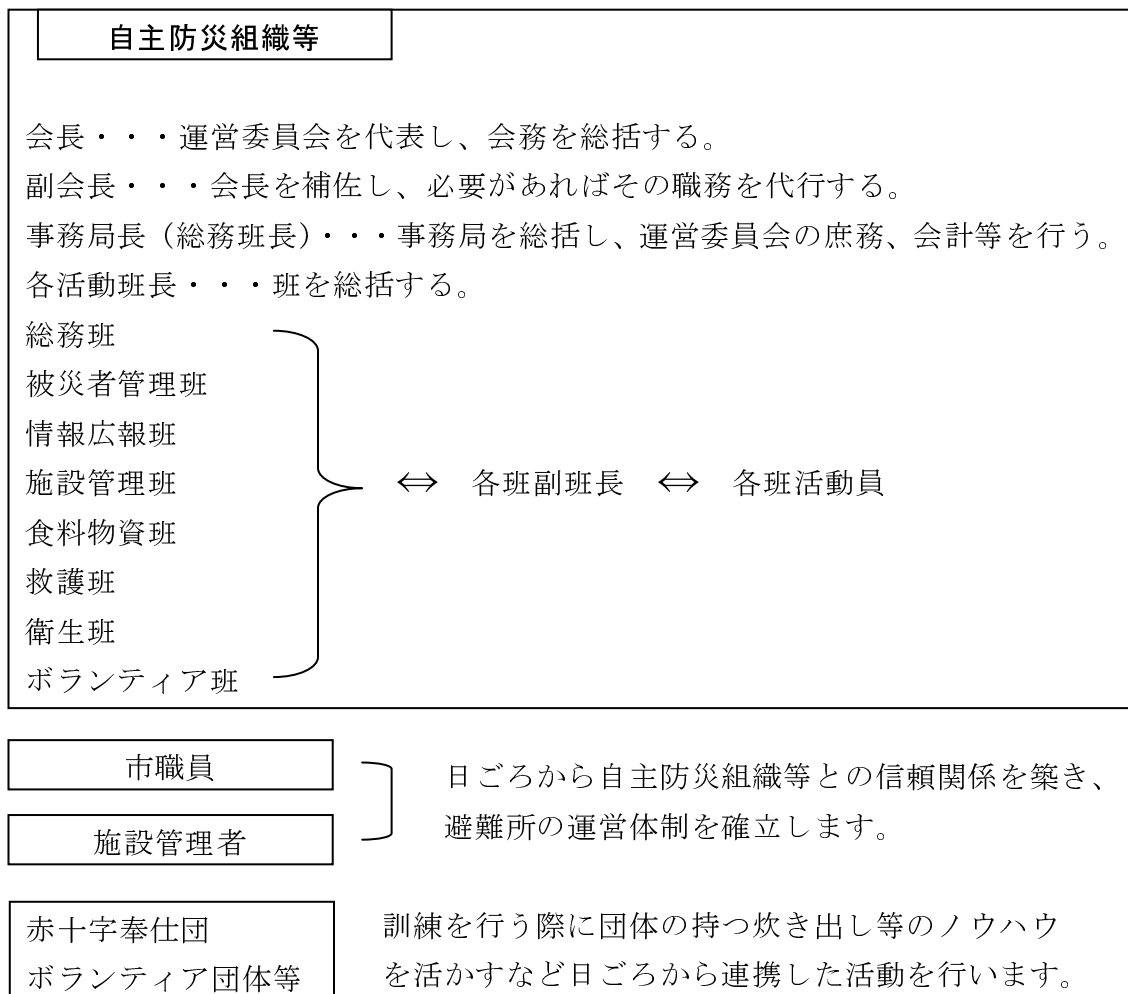 自主防災組織等
会長・・・運営委員会を代表し、会務を総括する。
副会長・・・会長を補佐し、必要があればその職務を代行する。
事務局長（総務班長）・・・事務局を総括し、運営委員会の庶務、会計等を行う。
各活動班長・・・班を総括する。
総務班
被災者管理班
情報広報班
施設管理班 ⇔ 各班副班長 ⇔ 各班活動員
食料物資班
救護班
衛生班
ボランティア班
市職員
施設管理者
日ごろから自主防災組織等との信頼関係を築き、
避難所の運営体制を確立します。
赤十字奉仕団
ボランティア団体等
訓練を行う際に団体の持つ炊き出し等のノウハウ
を活かすなど日ごろから連携した活動を行います。